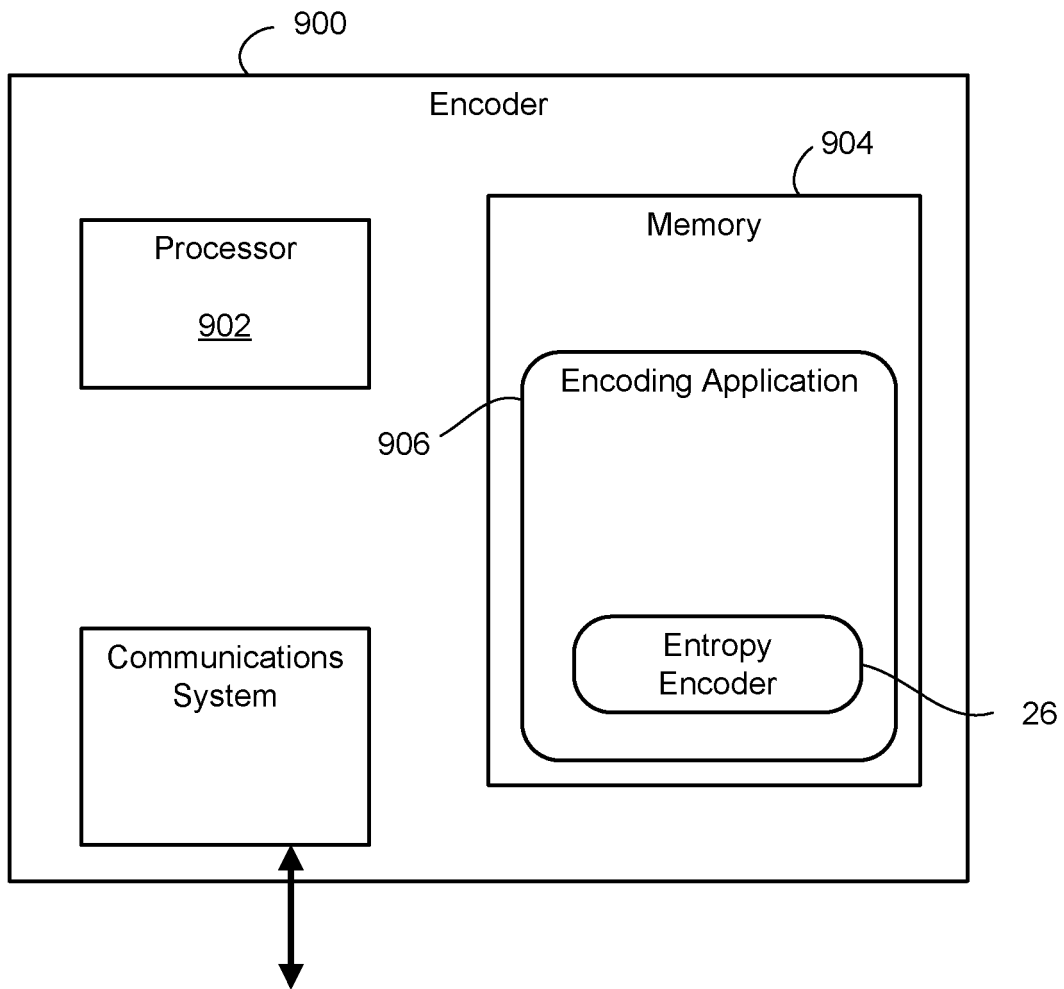 900
Encoder
904
Memory
Processor
902
Encoding Application
906
Entropy
Encoder
26
Communications
System